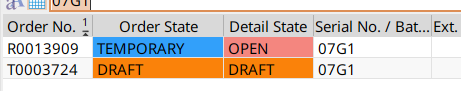 07G1
Order No. 1 Order State Detail State Serial No. / Bat... Ext.
R0013909 TEMPORARY OPEN 07G1
T0003724 DRAFT DRAFT 07G1